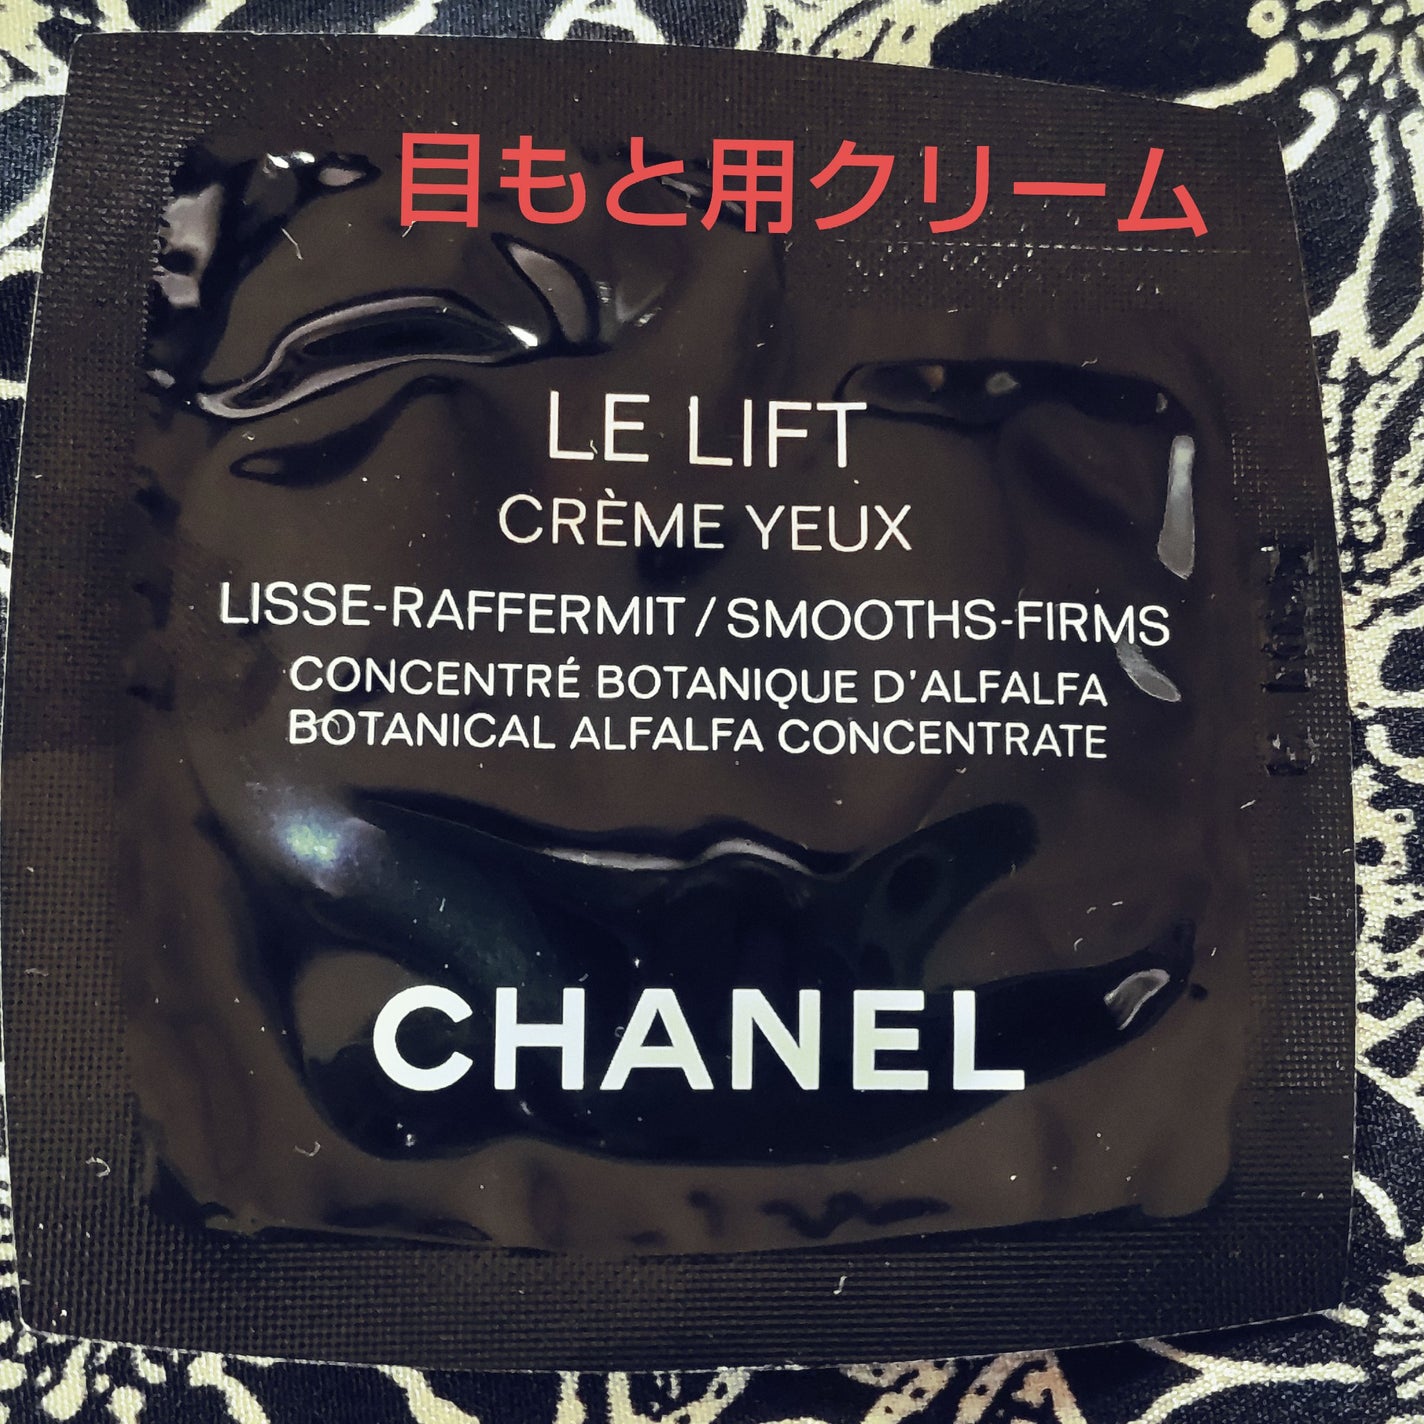 目もと用クリーム
LE LIFT
CRÈME YEUX
LISSE-RAFFERMIT / SMOOTHS-FIRMS
CONCENTRÉ BOTANIQUE D'ALFALFA
BOTANICAL ALFALFA CONCENTRATE
CHANEL